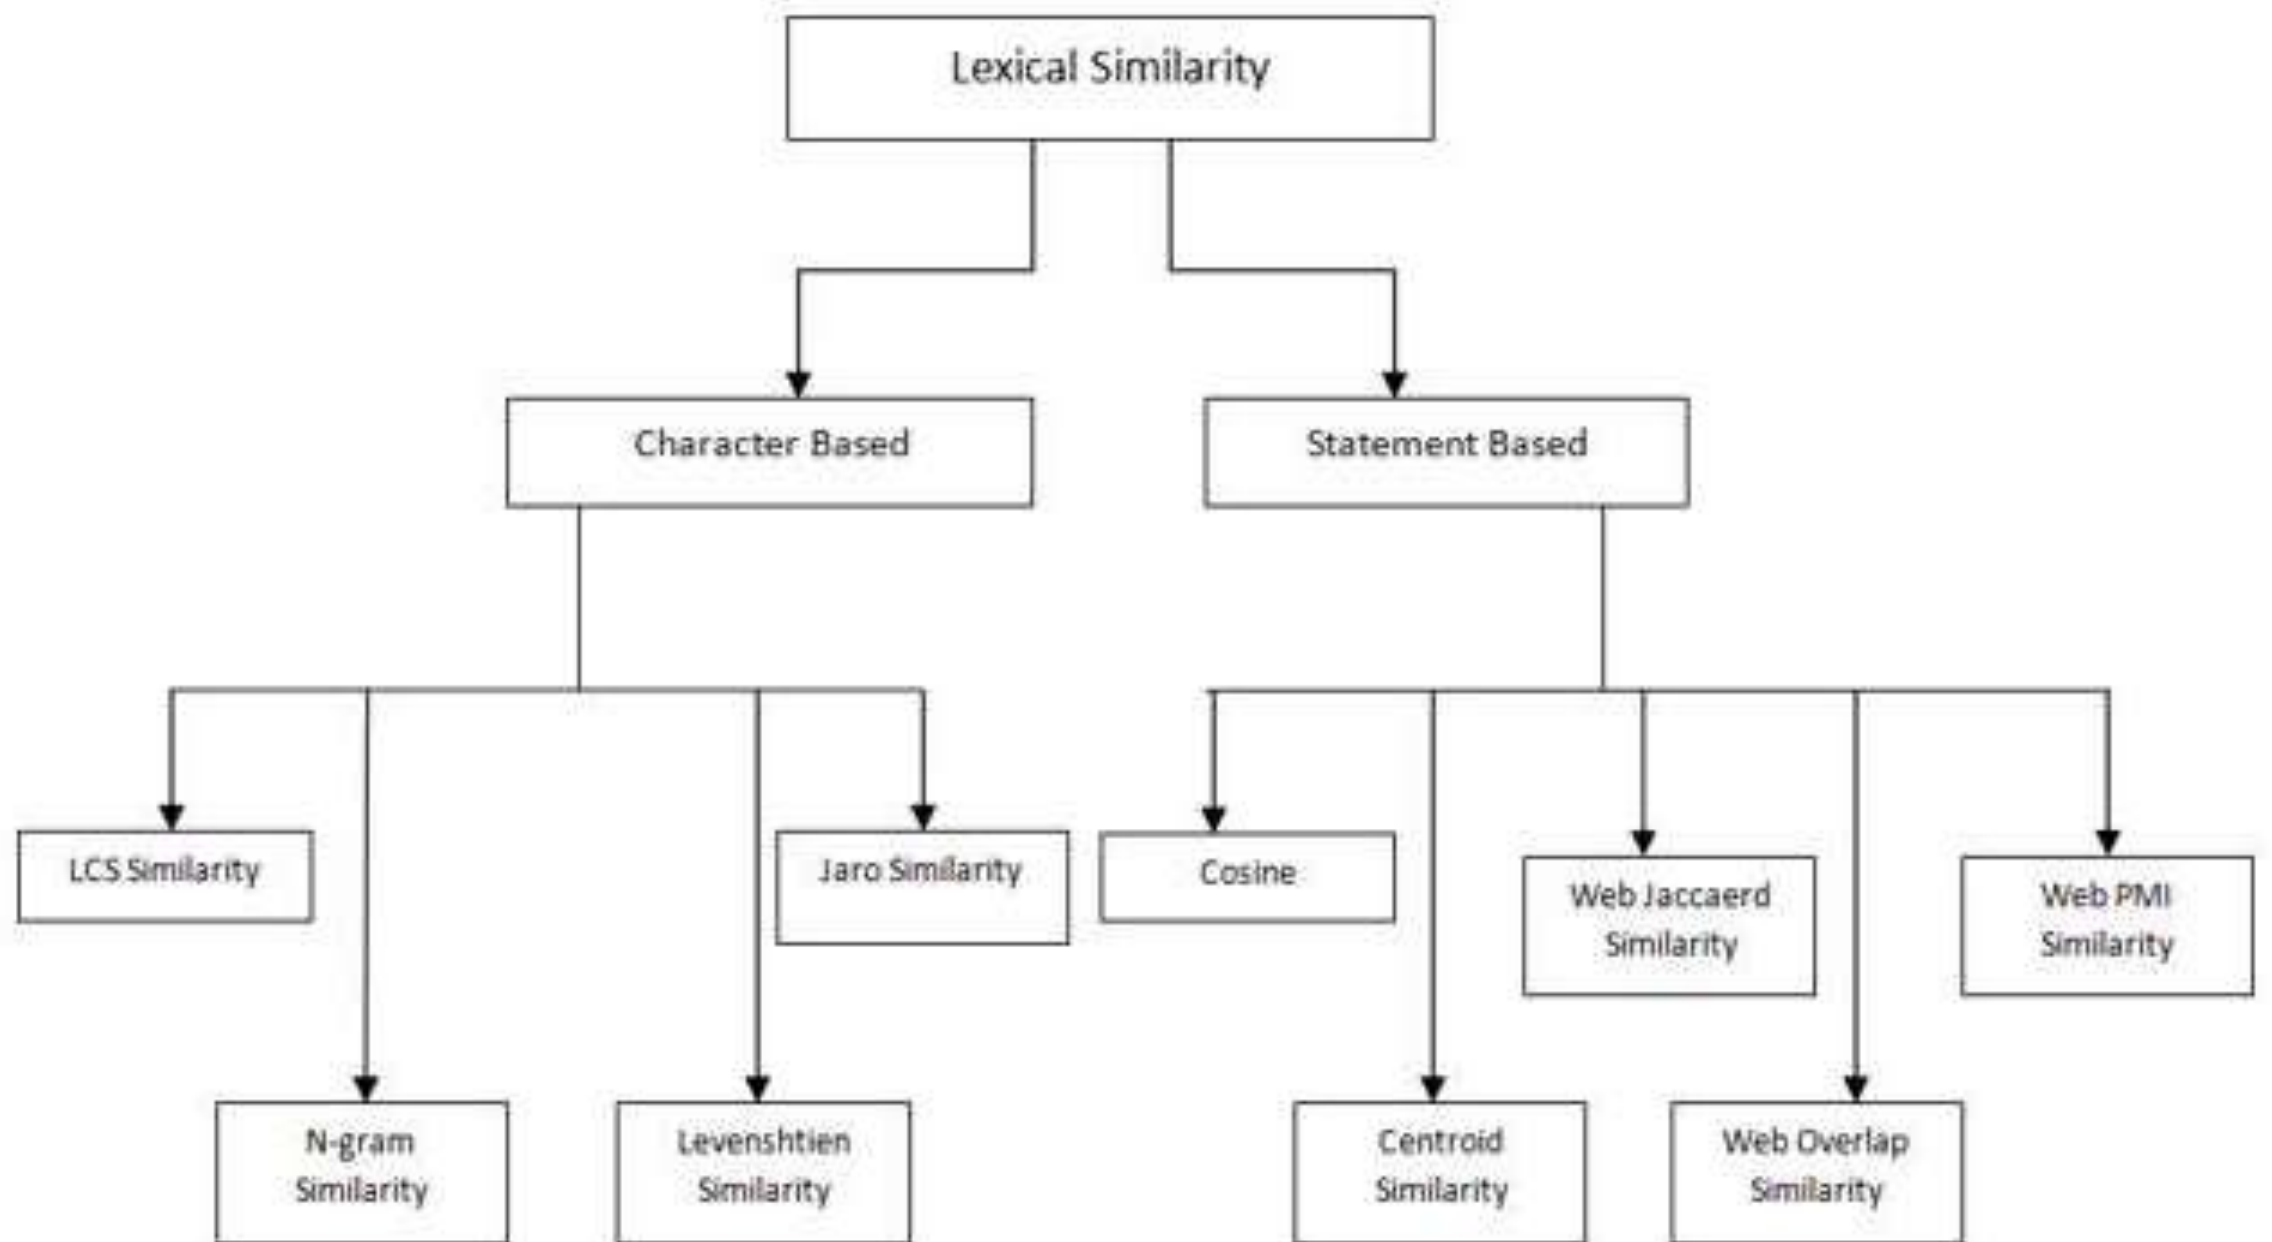 Lexical Similarity
Character Based
Statement Based
LCS Similarity
Jaro Similarity
Cosine
Web Jaccaerd
Similarity
Web PMI
Similarity
N-gram
Similarity
Levenshtien
Similarity
Centroid
Similarity
Web Overlap
Similarity